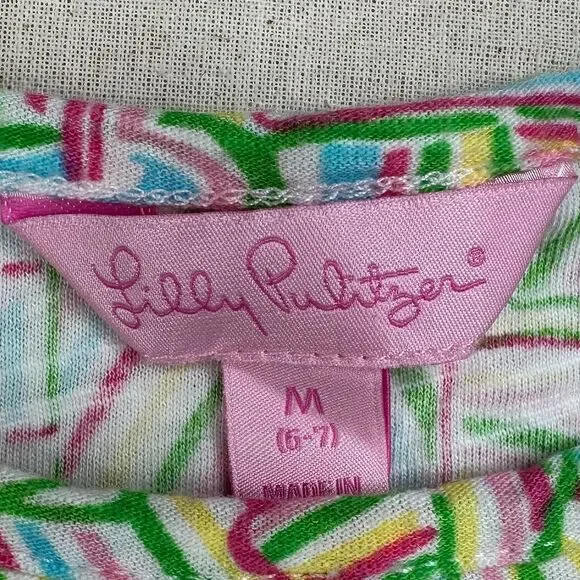 Lilly Pulitzer®
M
(6-7)
MADE IN